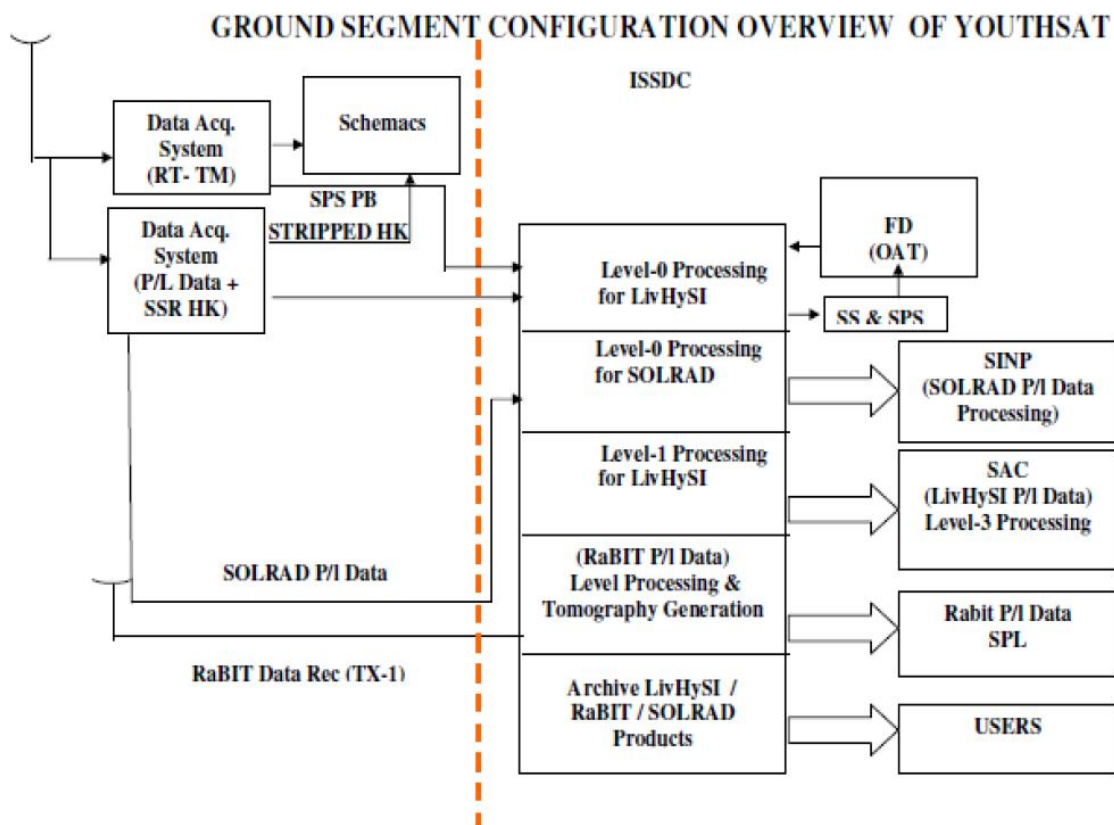 GROUND SEGMENT CONFIGURATION OVERVIEW OF YOUTHSAT
ISSDC
Data Acq.
System
(RT- TM)
Schemacs
SPS PB
STRIPPED HK
Data Acq.
System
(P/L Data +
SSR HK)
FD
(OAT)
SS & SPS
Level-0 Processing
for LivHySI
Level-0 Processing
for SOLRAD
Level-1 Processing
for LivHySI
(RaBIT P/l Data)
Level Processing &
Tomography Generation
Archive LivHySI /
RaBIT / SOLRAD
Products
SINP
(SOLRAD P/l Data
Processing)
SAC
(LivHySI P/l Data)
Level-3 Processing
Rabit P/l Data
SPL
USERS
SOLRAD P/l Data
RaBIT Data Rec (TX-1)